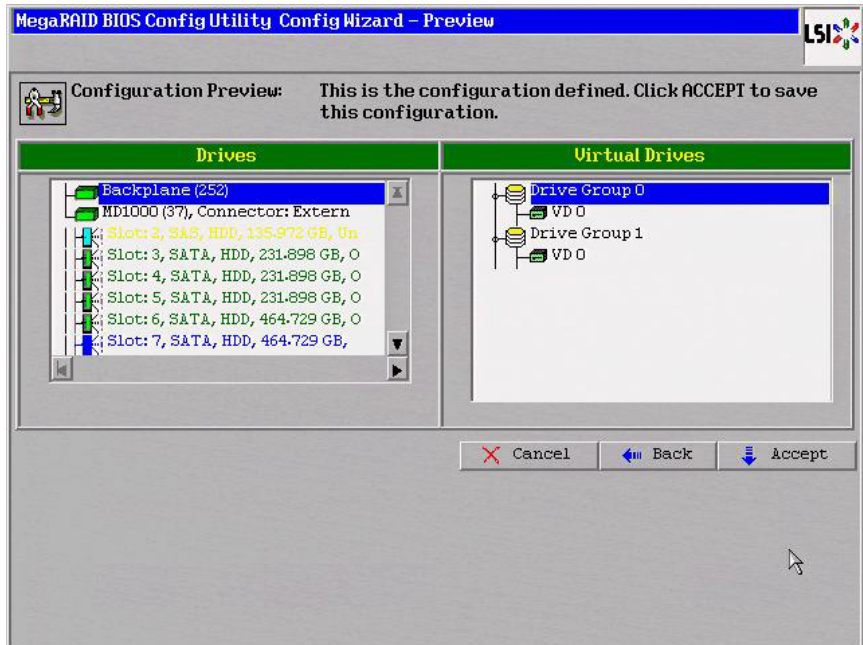 MegaRAID BIOS Config Utility Config Wizard – Preview
LSI
Configuration Preview: This is the configuration defined. Click ACCEPT to save
this configuration.
Drives
Backplane (252)
MD1000 (37), Connector: Extern
Slot: 2, SAS, HDD, 135.972 GB, Un
Slot: 3, SATA, HDD, 231.898 GB, O
Slot: 4, SATA, HDD, 231.898 GB, O
Slot: 5, SATA, HDD, 231.898 GB, O
Slot: 6, SATA, HDD, 464.729 GB, O
Slot: 7, SATA, HDD, 464.729 GB,
Virtual Drives
Drive Group 0
VD 0
Drive Group 1
VD 0
Cancel
Back
Accept